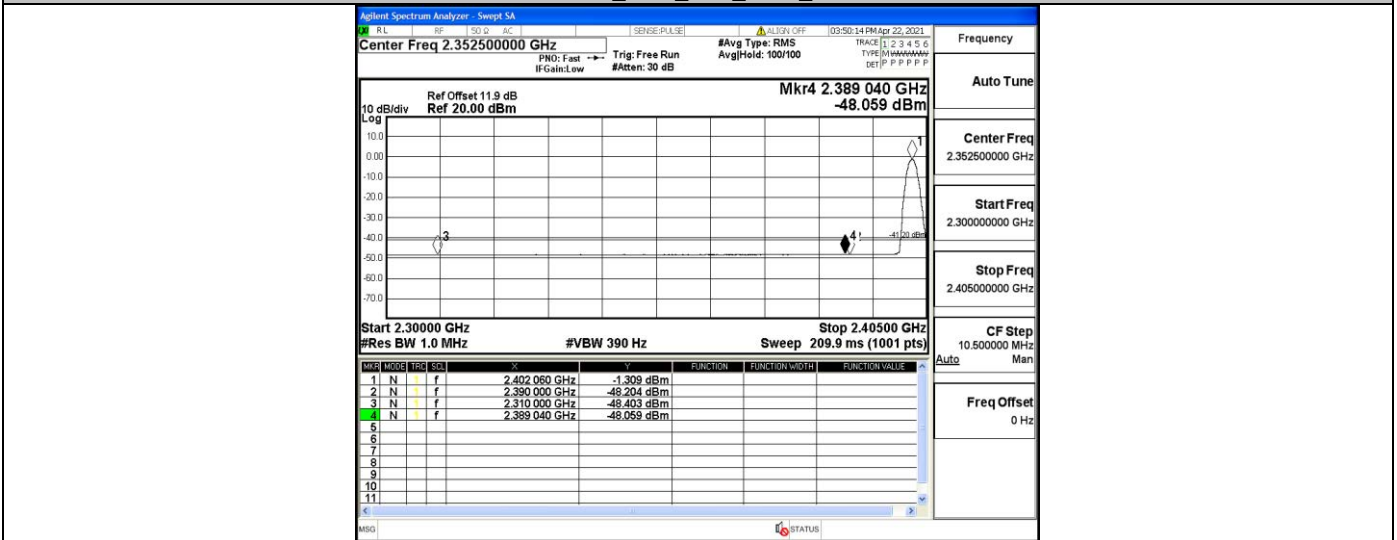 Agilent Spectrum Analyzer - Swept SA
RL RF 50 Ω AC SENSE:PULSE ALIGN OFF 03:50:14 PM Apr 22, 2021
Center Freq 2.352500000 GHz
PNO: Fast
IFGain:Low
Trig: Free Run
#Atten: 30 dB
#Avg Type: RMS
Avg|Hold: 100/100
TRACE 1 2 3 4 5 6
TYPE M WWWWW
DET P P P P P P
Ref Offset 11.9 dB
10 dB/div Ref 20.00 dBm
Log
Mkr4 2.389 040 GHz
-48.059 dBm
10.0
0.00
-10.0
-20.0
-30.0
-40.0
-50.0
-60.0
-70.0
1
3
4
-41.20 dBm
Start 2.30000 GHz Stop 2.40500 GHz
#Res BW 1.0 MHz #VBW 390 Hz Sweep 209.9 ms (1001 pts)
MKR MODE TRC SCL X Y FUNCTION FUNCTION WIDTH FUNCTION VALUE
1 N 1 f 2.402 060 GHz -1.309 dBm
2 N 1 f 2.390 000 GHz -48.204 dBm
3 N 1 f 2.310 000 GHz -48.403 dBm
4 N 1 f 2.389 040 GHz -48.059 dBm
5
6
7
8
9
10
11
MSG STATUS
Frequency
Auto Tune
Center Freq
2.352500000 GHz
Start Freq
2.300000000 GHz
Stop Freq
2.405000000 GHz
CF Step
10.500000 MHz
Auto Man
Freq Offset
0 Hz